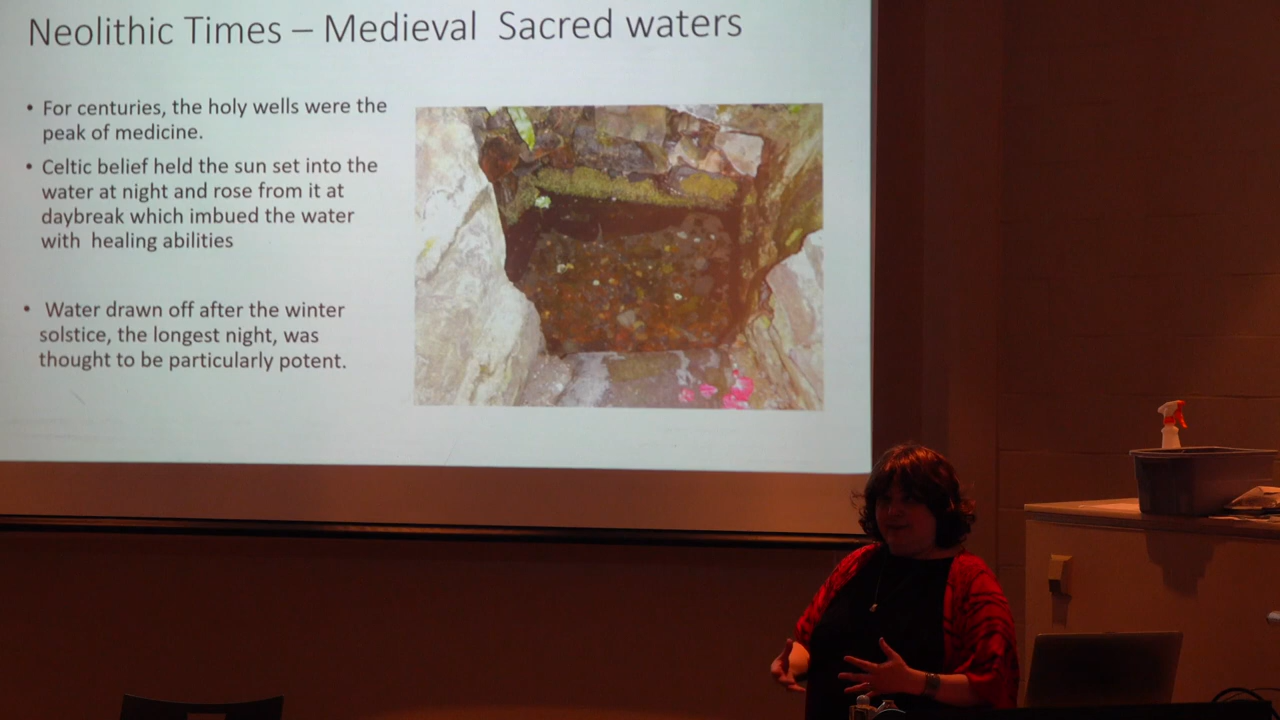 Neolithic Times – Medieval  Sacred waters
• For centuries, the holy wells were the
peak of medicine.
• Celtic belief held the sun set into the
water at night and rose from it at
daybreak which imbued the water
with  healing abilities
• Water drawn off after the winter
solstice, the longest night, was
thought to be particularly potent.